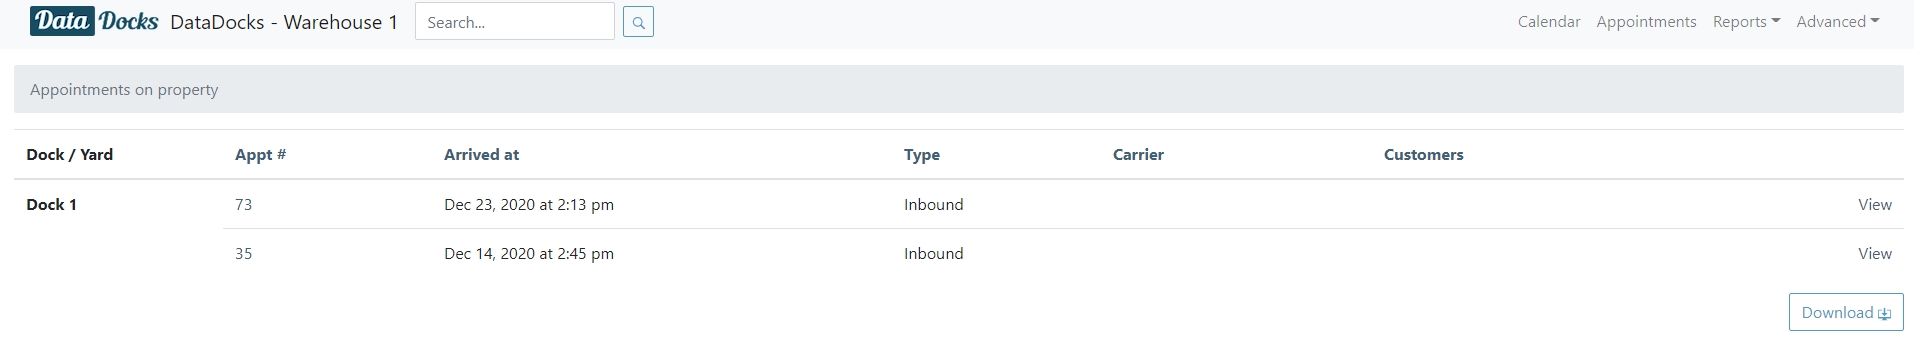 Data Docks DataDocks - Warehouse 1 Search... Calendar Appointments Reports Advanced
Appointments on property
Dock / Yard Appt # Arrived at Type Carrier Customers
Dock 1 73 Dec 23, 2020 at 2:13 pm Inbound View
35 Dec 14, 2020 at 2:45 pm Inbound View
Download